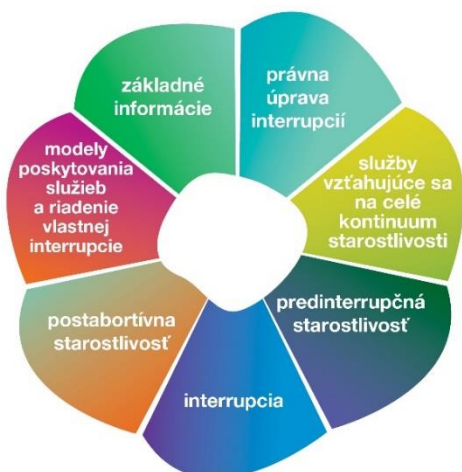 základné
informácie
právna
úprava
interrupcií
služby
vzťahujúce sa
na celé
kontinuum
starostlivosti
predinterrupčná
starostlivosť
interrupcia
postabortívna
starostlivosť
modely
poskytovania
služieb
a riadenie
vlastnej
interrupcie